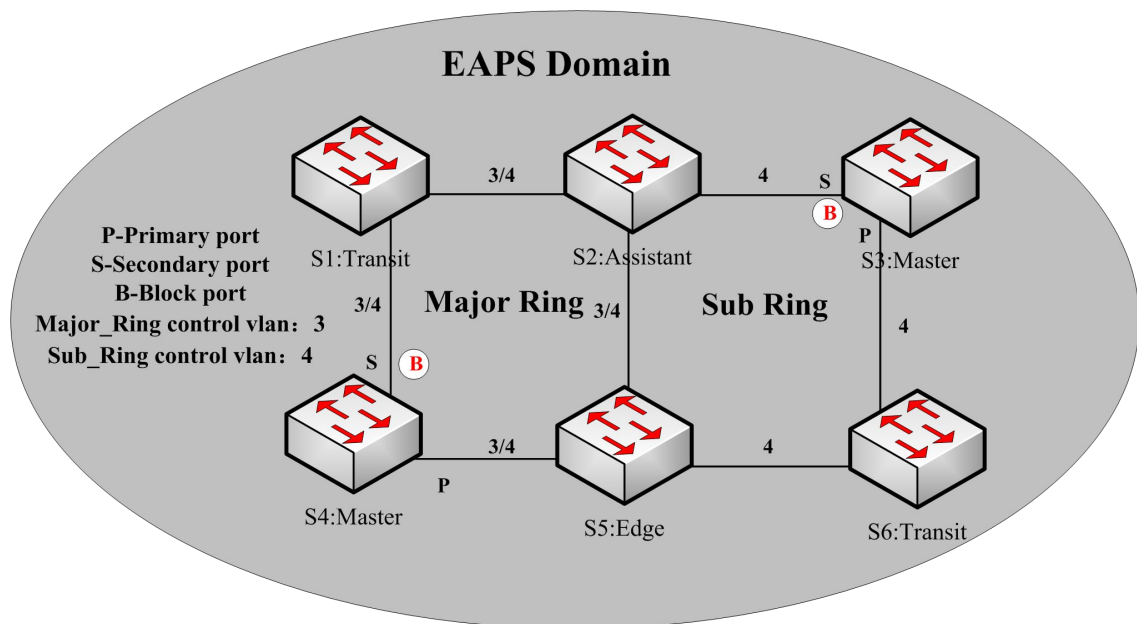 EAPS Domain
3/4
4
S
B
P
S1:Transit
S2:Assistant
S3:Master
P-Primary port
S-Secondary port
B-Block port
Major_Ring control vlan：3
Sub_Ring control vlan：4
3/4
Major Ring
3/4
Sub Ring
4
S
B
3/4
P
4
S4:Master
S5:Edge
S6:Transit